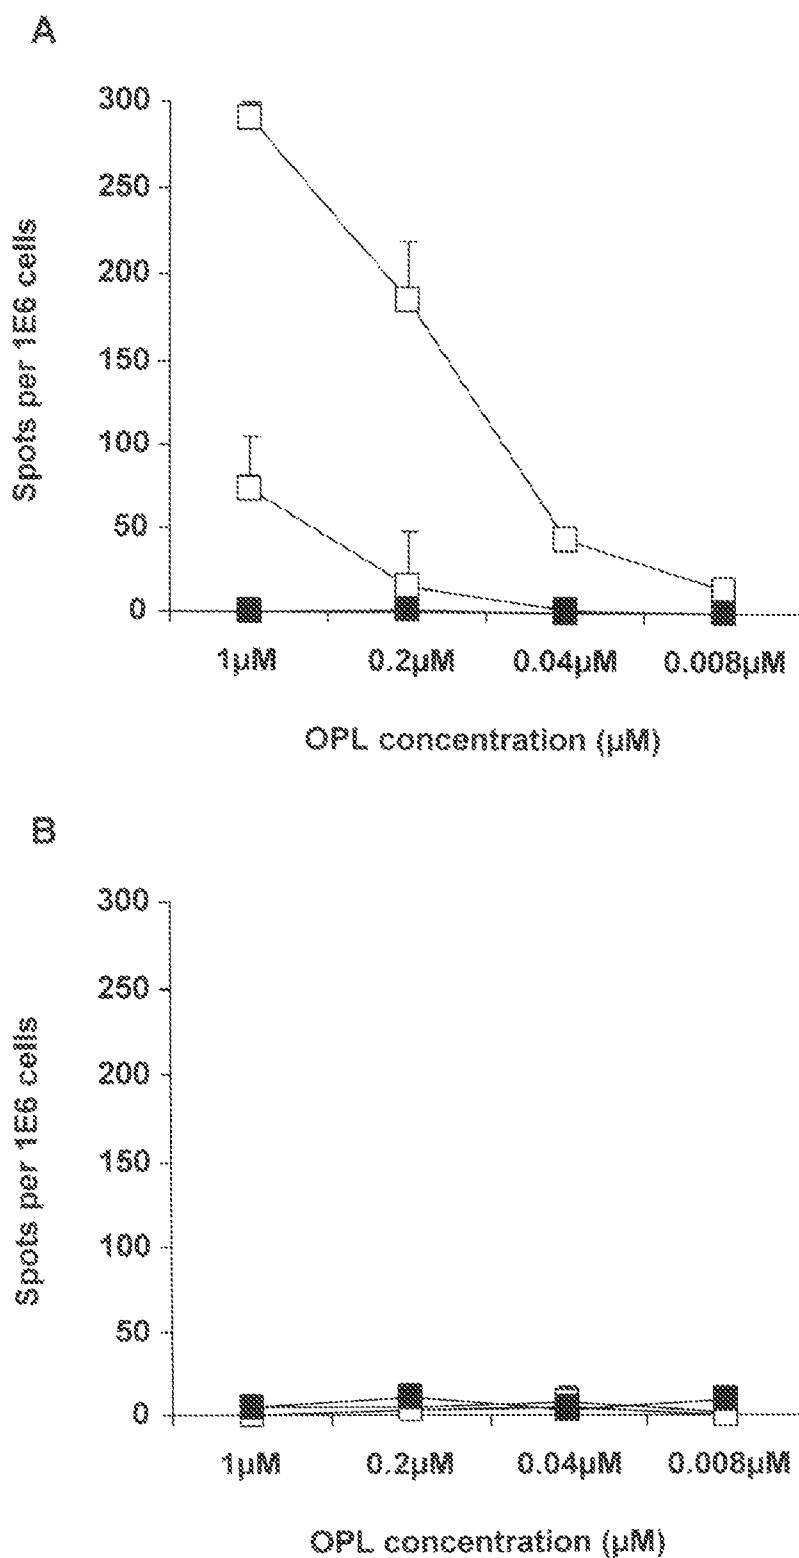 A
300
250
200
150
100
50
0
Spots per 1E6 cells
1µM 0.2µM 0.04µM 0.008µM
OPL concentration (µM)
B
300
250
200
150
100
50
0
Spots per 1E6 cells
1µM 0.2µM 0.04µM 0.008µM
OPL concentration (µM)